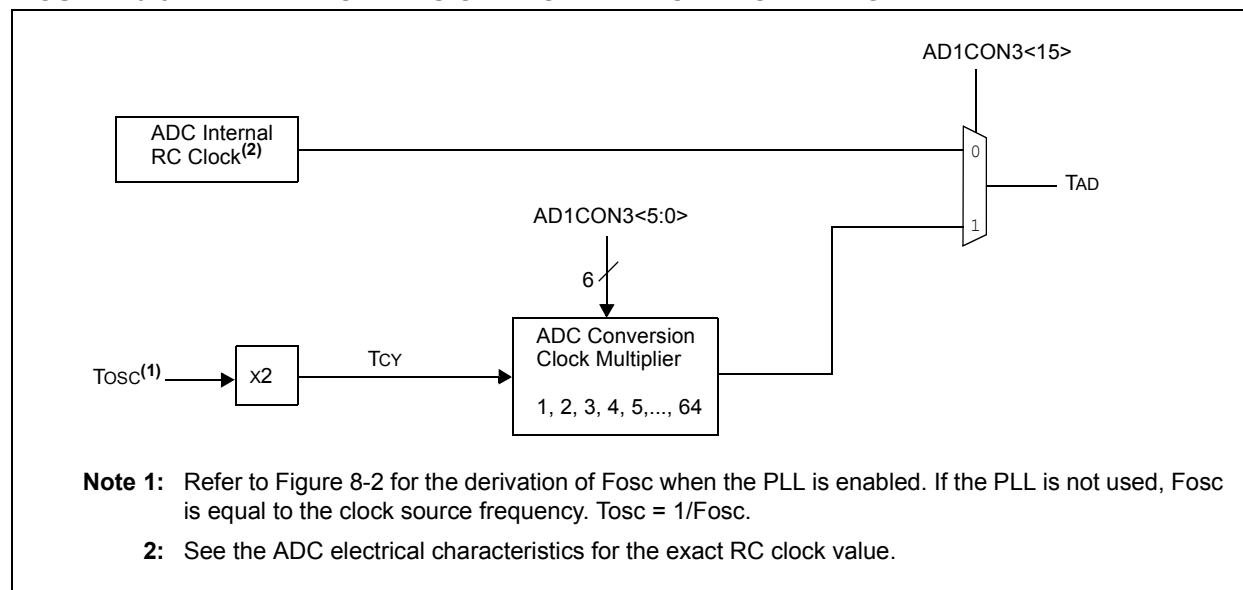 AD1CON3<15>
ADC Internal
RC Clock(2)
0
TAD
AD1CON3<5:0>
1
6
ADC Conversion
Clock Multiplier
TOSC(1)
X2
TCY
1, 2, 3, 4, 5,..., 64
Note 1: Refer to Figure 8-2 for the derivation of Fosc when the PLL is enabled. If the PLL is not used, Fosc
is equal to the clock source frequency. Tosc = 1/Fosc.
2: See the ADC electrical characteristics for the exact RC clock value.